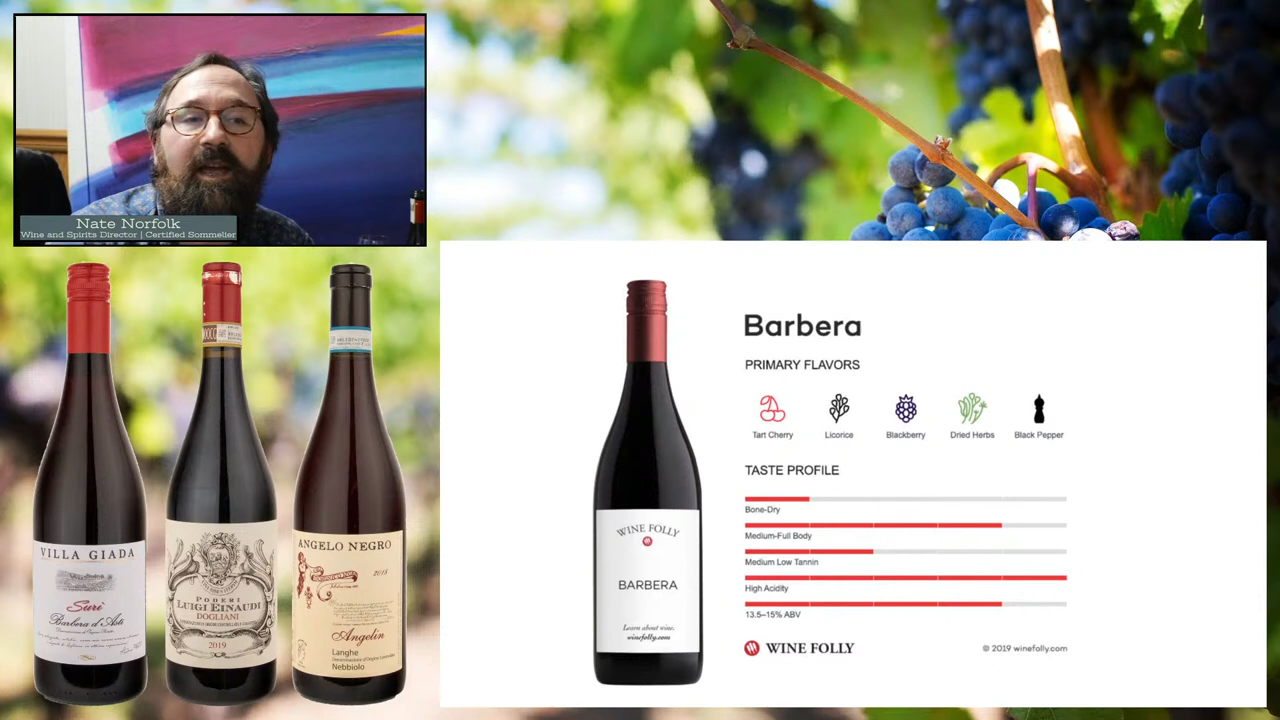 Nate Norfolk
Wine and Spirits Director | Certified Sommelier
VILLA GIADA
Surì
Barbera d'Asti
PODERI
LUIGI EINAUDI
DOGLIANI
2019
ANGELO NEGRO
Angelin
Langhe
Nebbiolo
WINE FOLLY
BARBERA
Learn about wine.
winefolly.com
Barbera
PRIMARY FLAVORS
Tart Cherry
Licorice
Blackberry
Dried Herbs
Black Pepper
TASTE PROFILE
Bone-Dry
Medium-Full Body
Medium Low Tannin
High Acidity
13.5–15% ABV
WINE FOLLY
© 2019 winefolly.com